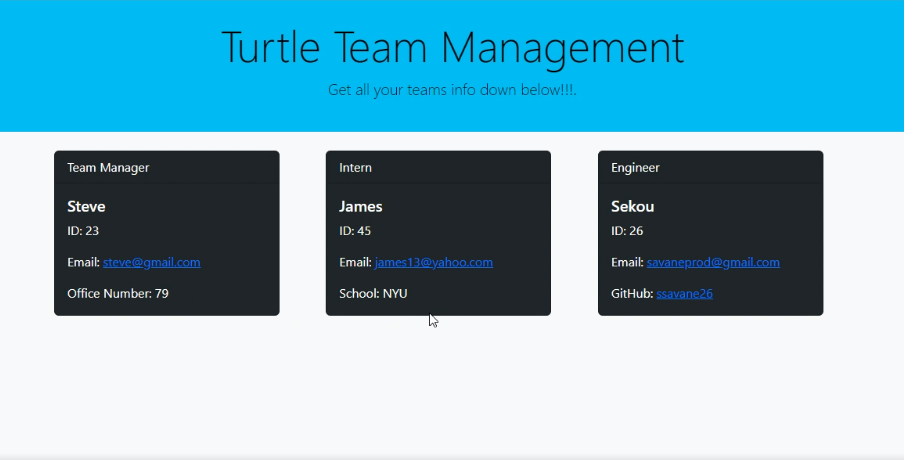 Turtle Team Management
Get all your teams info down below!!!.
Team Manager
Steve
ID: 23
Email: steve@gmail.com
Office Number: 79
Intern
James
ID: 45
Email: james13@yahoo.com
School: NYU
Engineer
Sekou
ID: 26
Email: savaneprod@gmail.com
GitHub: ssavane26